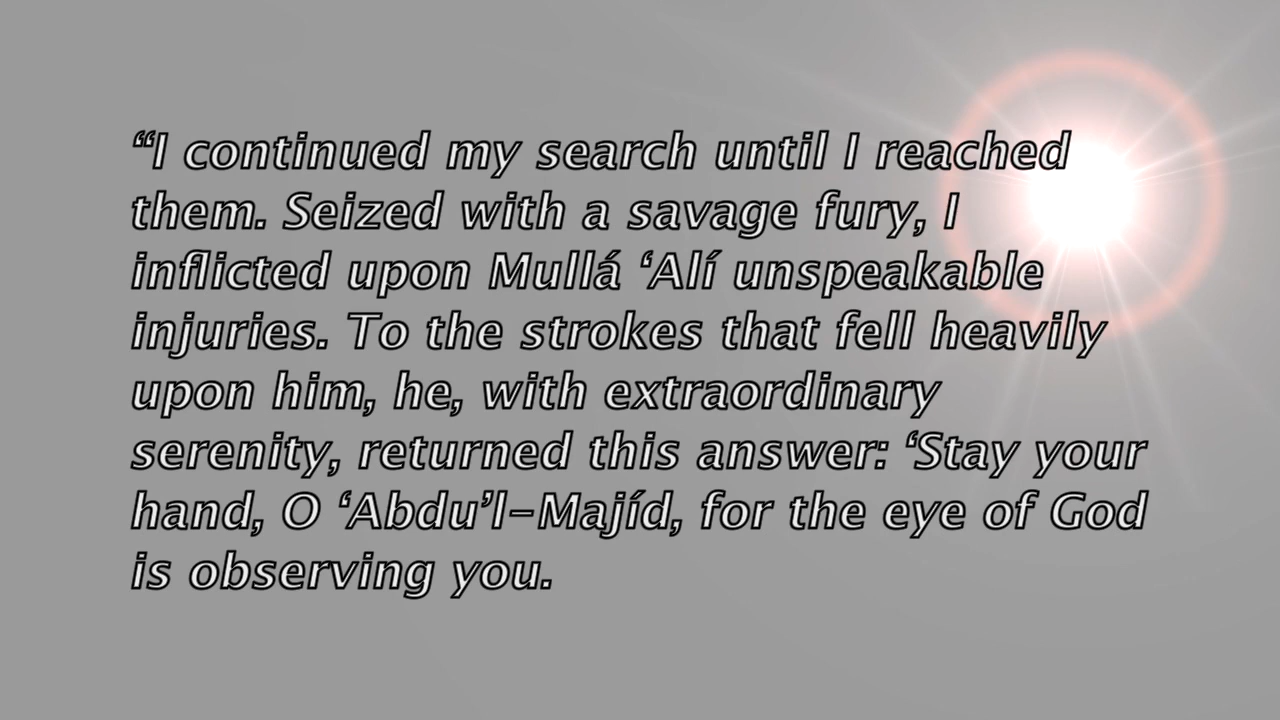 “I continued my search until I reached
them. Seized with a savage fury, I
inflicted upon Mullá ‘Alí unspeakable
injuries. To the strokes that fell heavily
upon him, he, with extraordinary
serenity, returned this answer: ‘Stay your
hand, O ‘Abdu’l-Majíd, for the eye of God
is observing you.